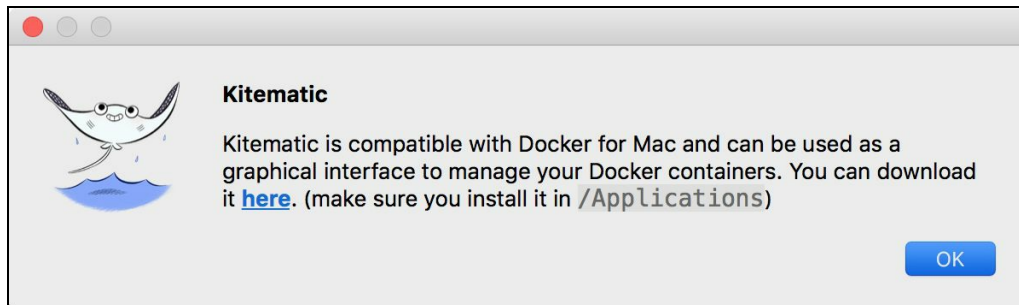 Kitematic
Kitematic is compatible with Docker for Mac and can be used as a
graphical interface to manage your Docker containers. You can download
it here. (make sure you install it in /Applications)
OK